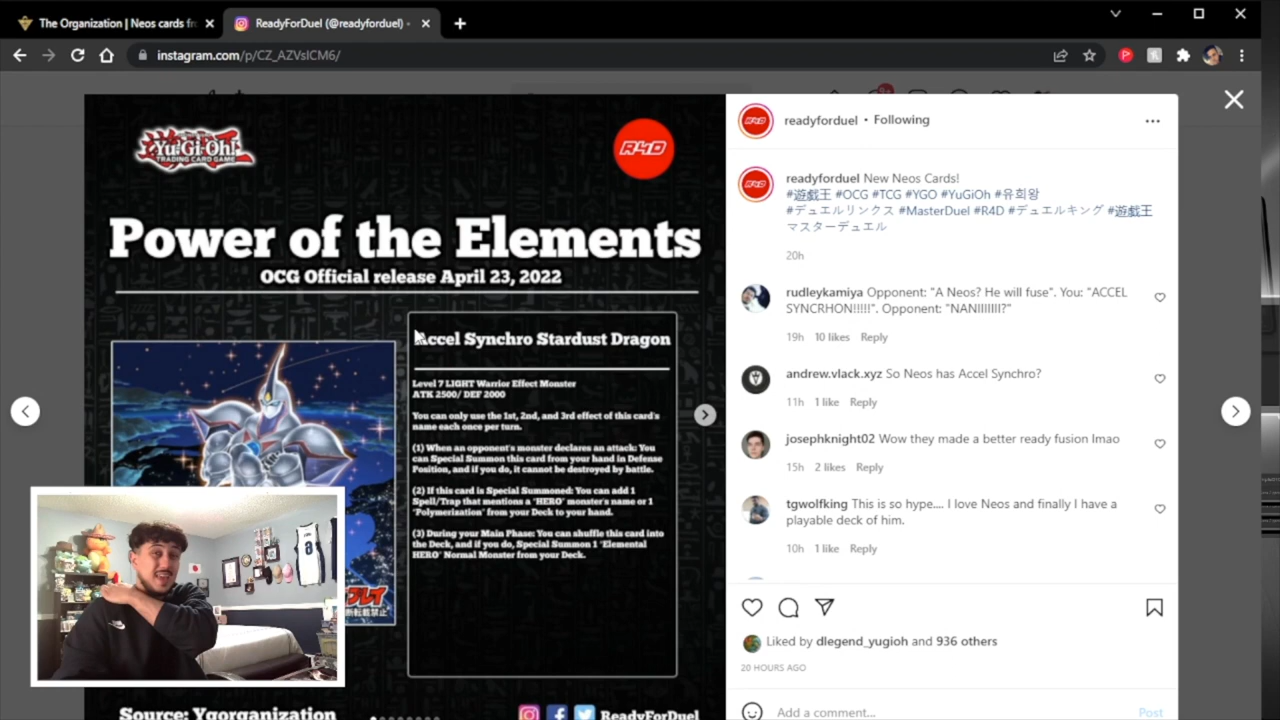 The Organization | Neos cards fr
ReadyForDuel (@readyforduel) •
instagram.com/p/CZ_AZVslCM6/
Yu-Gi-Oh!
TRADING CARD GAME
R4D
Power of the Elements
OCG Official release April 23, 2022
Accel Synchro Stardust Dragon
Level 7 LIGHT Warrior Effect Monster
ATK 2500/ DEF 2000
You can only use the 1st, 2nd, and 3rd effect of this card's
name each once per turn.
(1) When an opponent's monster declares an attack: You
can Special Summon this card from your hand in Defense
Position, and if you do, it cannot be destroyed by battle.
(2) If this card is Special Summoned: You can add 1
Spell/Trap that mentions a "HERO" monster's name or 1
"Polymerization" from your Deck to your hand.
(3) During your Main Phase: You can shuffle this card into
the Deck, and if you do, Special Summon 1 "Elemental
HERO" Normal Monster from your Deck.
プレイ
断転載禁止
Source: Ygorganization
ReadyForDuel
R4D
readyforduel • Following
R4D
readyforduel New Neos Cards!
#遊戯王 #OCG #TCG #YGO #YuGiOh #유희왕
#デュエルリンクス #MasterDuel #R4D #デュエルキング #遊戯王
マスターデュエル
20h
rudleykamiya Opponent: "A Neos? He will fuse". You: "ACCEL
SYNCRHON!!!!!". Opponent: "NANIIIIIII?"
19h 10 likes Reply
andrew.vlack.xyz So Neos has Accel Synchro?
11h 1 like Reply
josephknight02 Wow they made a better ready fusion lmao
15h 2 likes Reply
tgwolfking This is so hype.... I love Neos and finally I have a
playable deck of him.
10h 1 like Reply
Liked by dlegend_yugioh and 936 others
20 HOURS AGO
Add a comment...
Post